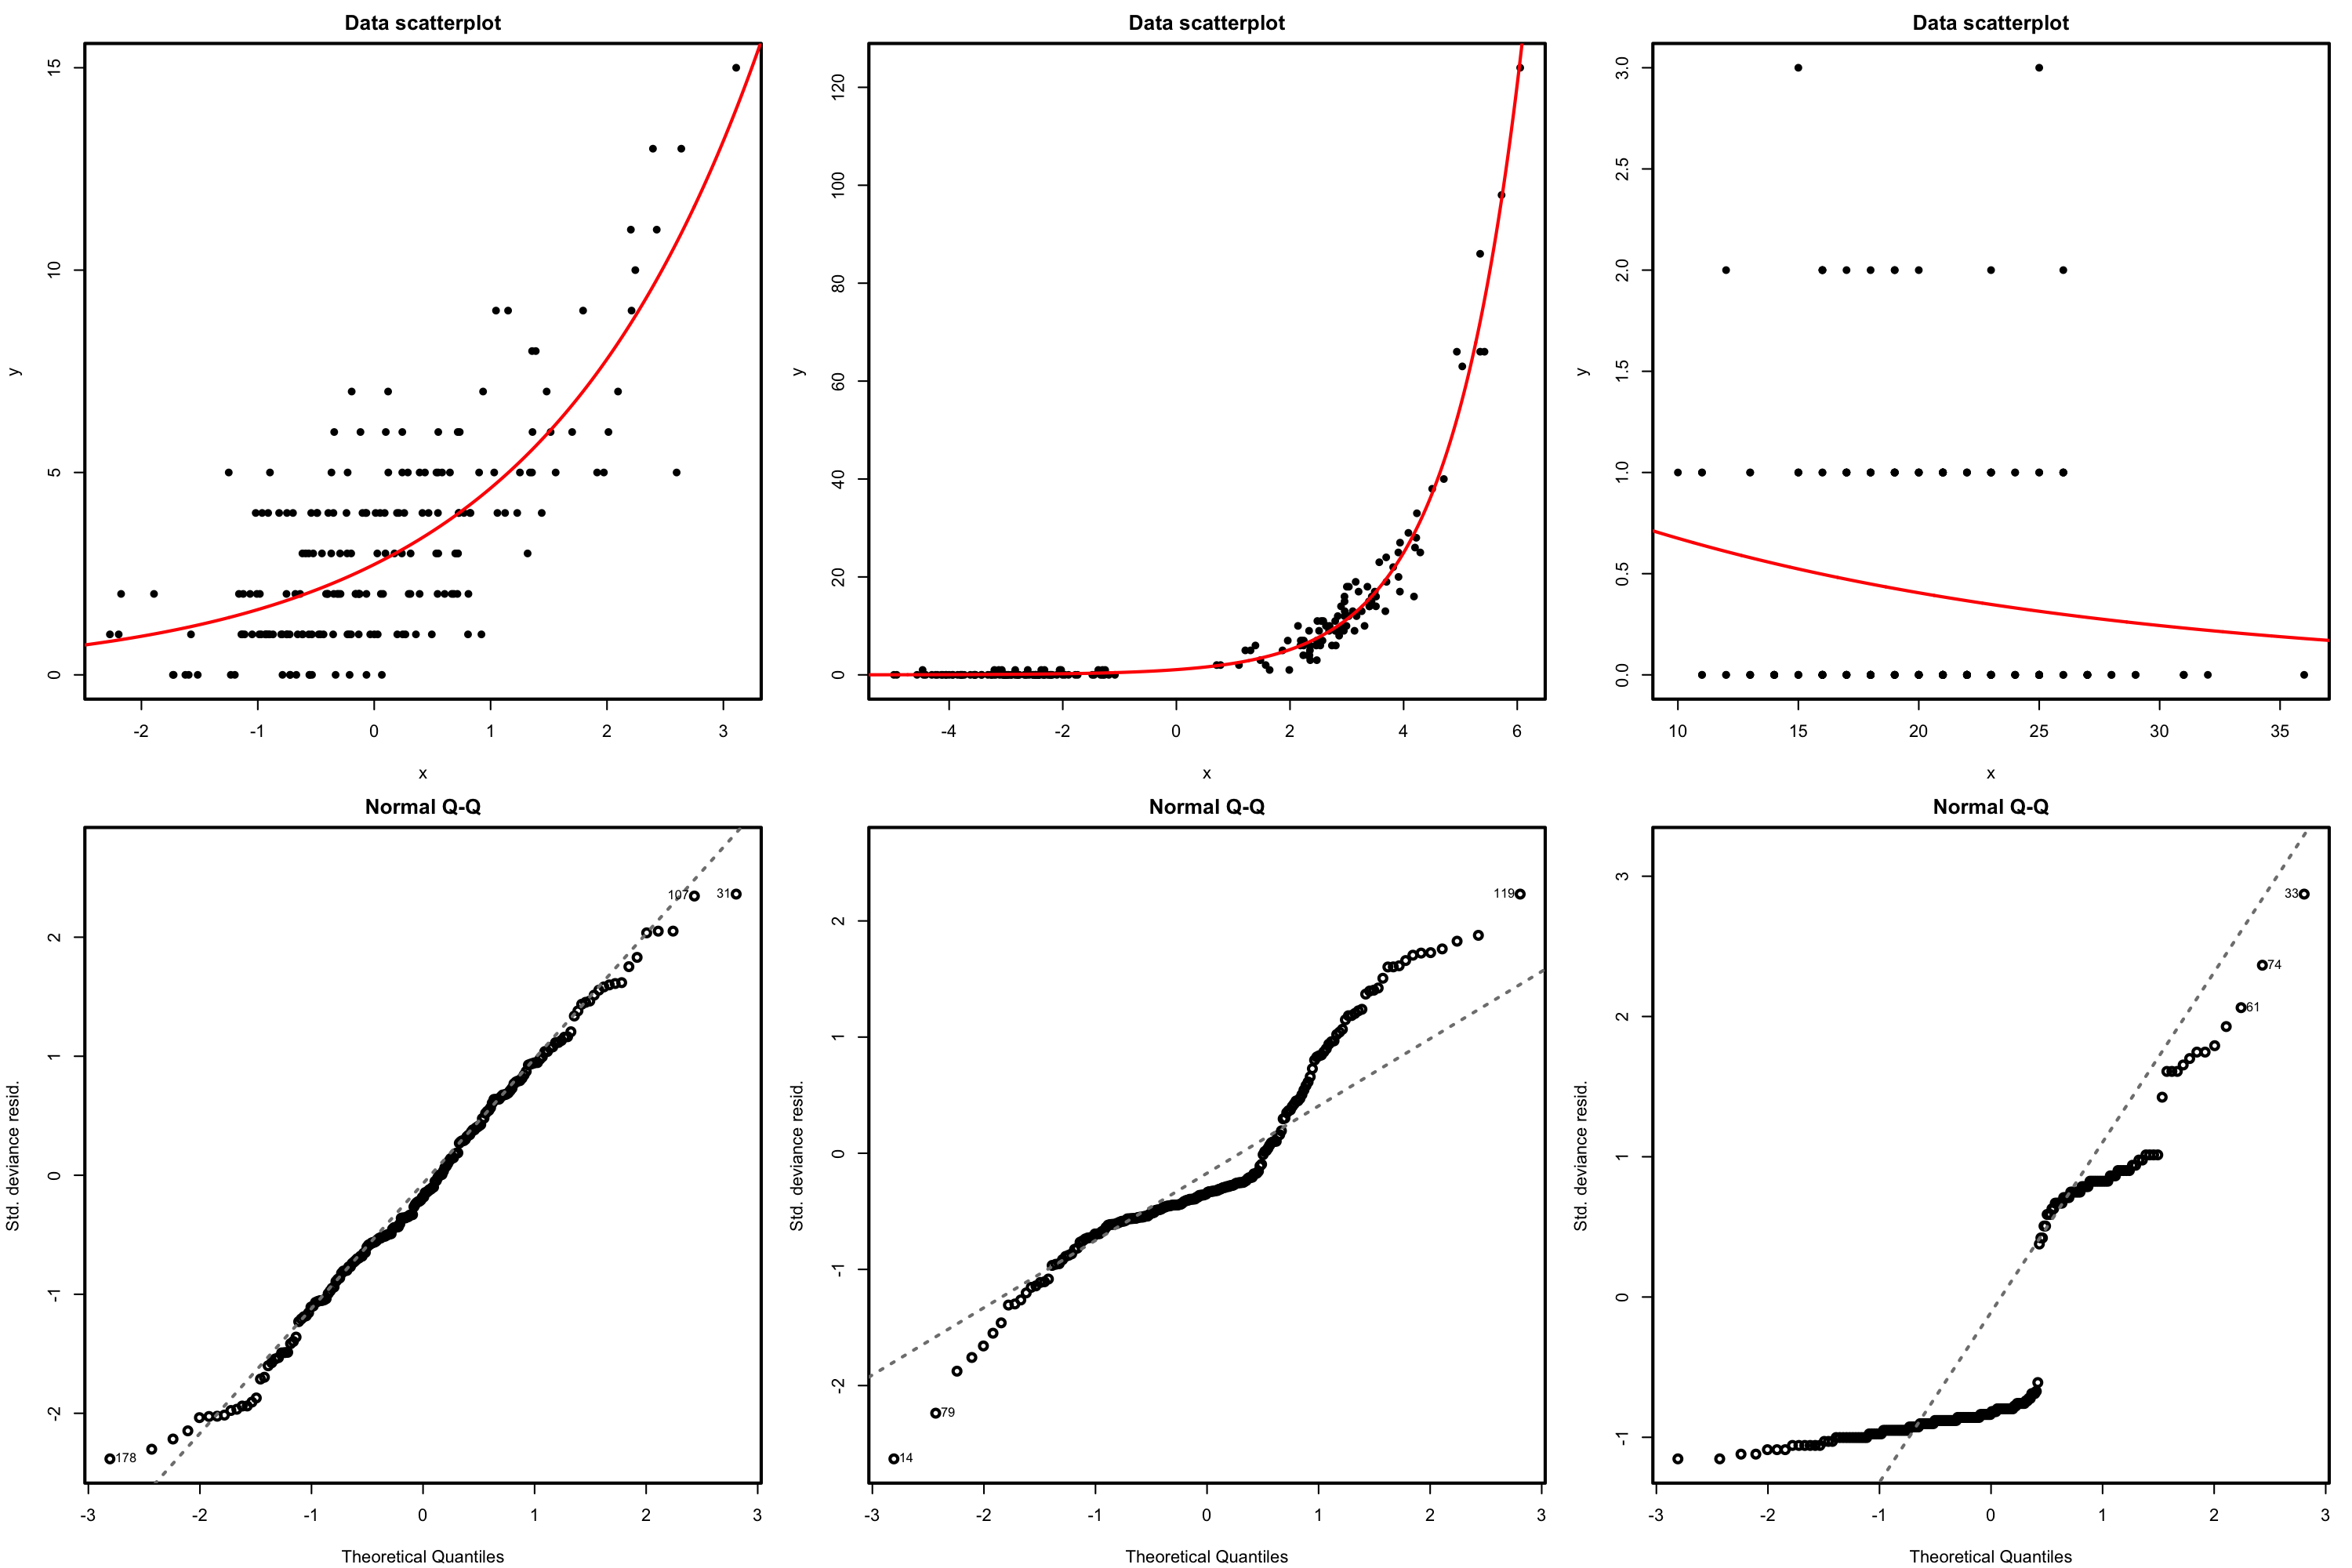 Data scatterplot
y
15
10
5
0
-2 -1 0 1 2 3
x
Data scatterplot
y
120
100
80
60
40
20
0
-4 -2 0 2 4 6
x
Data scatterplot
y
3.0
2.5
2.0
1.5
1.0
0.5
0.0
10 15 20 25 30 35
x
Normal Q-Q
Std. deviance resid.
2
1
0
-1
-2
107
31
178
-3 -2 -1 0 1 2 3
Theoretical Quantiles
Normal Q-Q
Std. deviance resid.
2
1
0
-1
-2
119
79
14
-3 -2 -1 0 1 2 3
Theoretical Quantiles
Normal Q-Q
Std. deviance resid.
3
2
1
0
-1
33
74
61
-3 -2 -1 0 1 2 3
Theoretical Quantiles